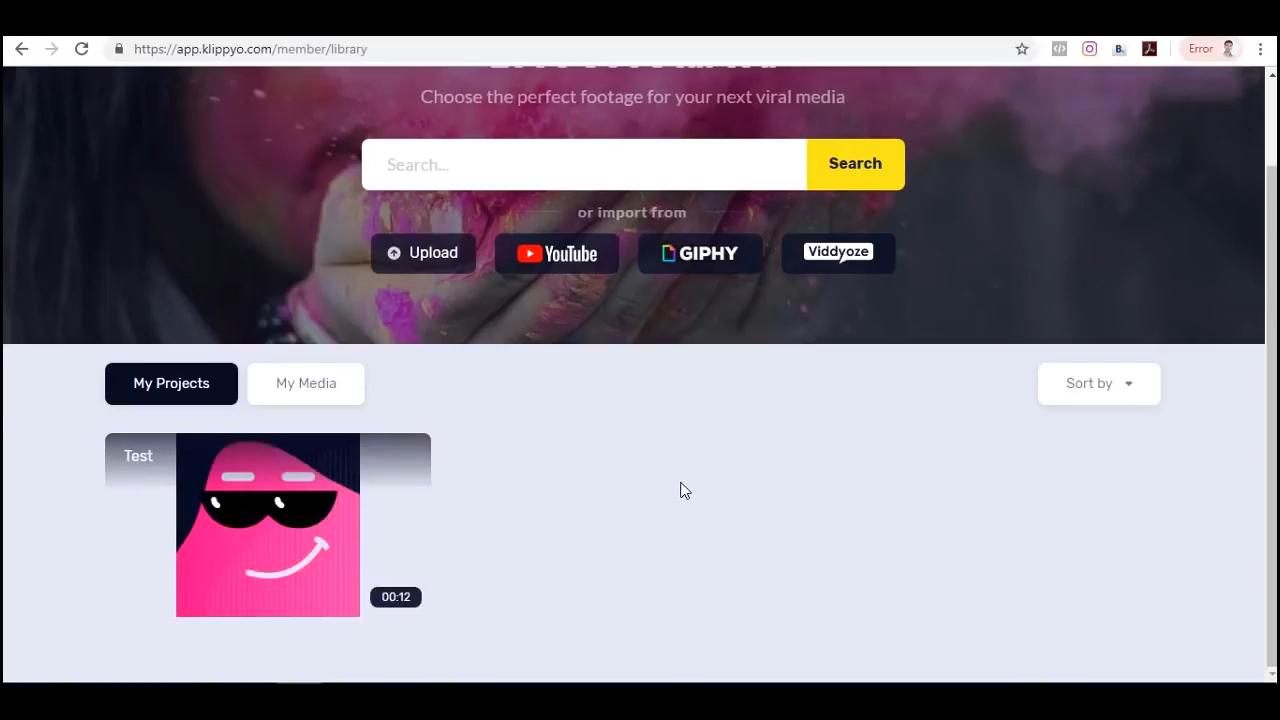 https://app.klippyo.com/member/library
Error
Choose the perfect footage for your next viral media
Search...
Search
or import from
Upload
YouTube
GIPHY
Viddyoze
My Projects
My Media
Sort by
Test
00:12